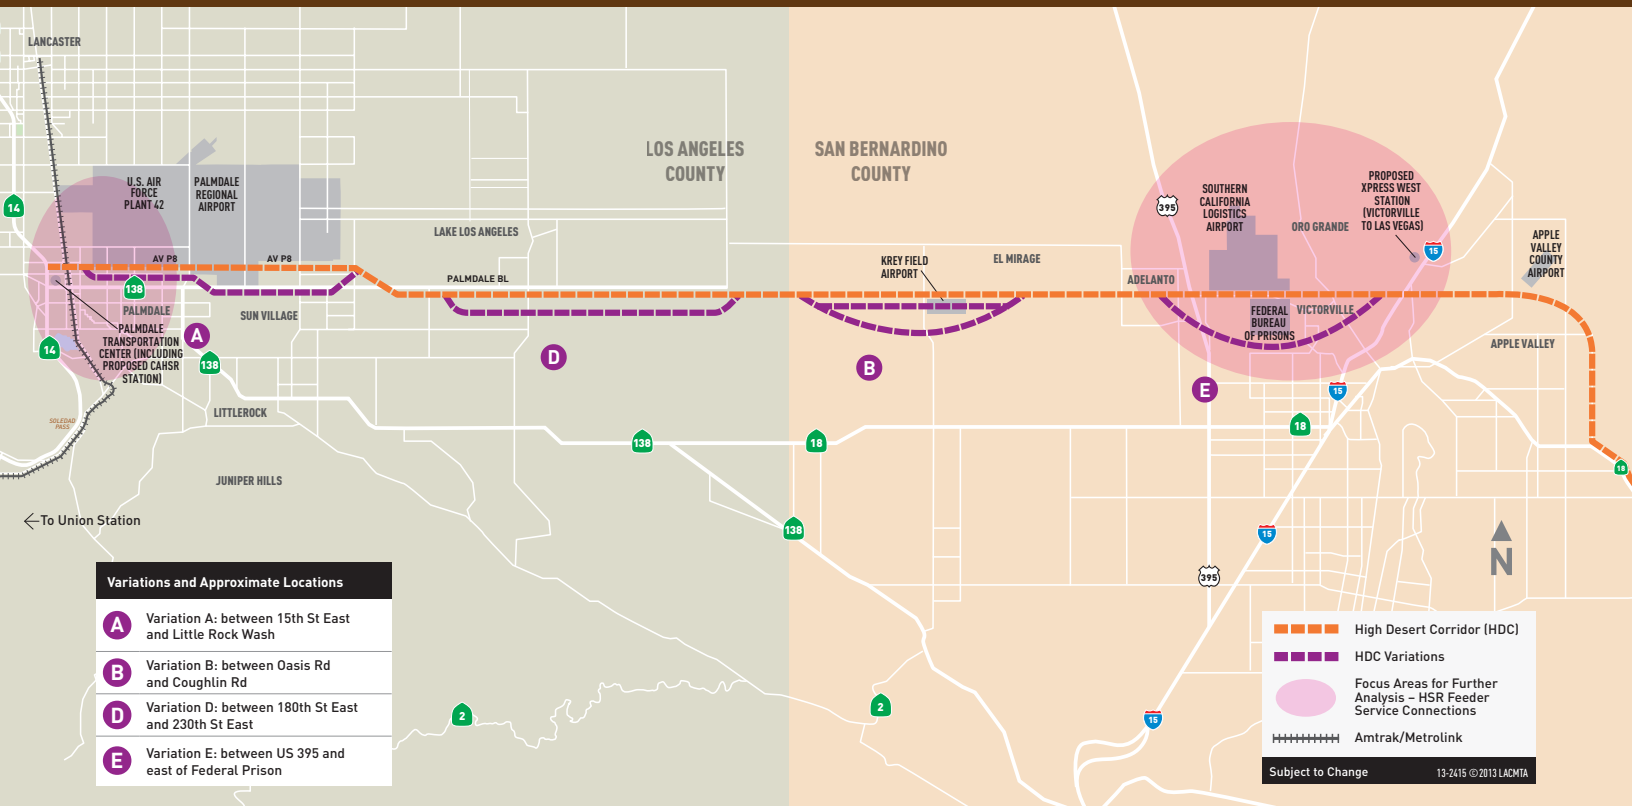 LANCASTER
LOS ANGELES
COUNTY
SAN BERNARDINO
COUNTY
14
U.S. AIR
FORCE
PLANT 42
PALMDALE
REGIONAL
AIRPORT
LAKE LOS ANGELES
AV P8
AV P8
PALMDALE BL
138
PALMDALE
SUN VILLAGE
A
PALMDALE
TRANSPORTATION
CENTER (INCLUDING
PROPOSED CAHSR
STATION)
14
138
D
SOLEDAD
PASS
LITTLEROCK
JUNIPER HILLS
138
18
138
2
2
KREY FIELD
AIRPORT
EL MIRAGE
B
ADELANTO
395
SOUTHERN
CALIFORNIA
LOGISTICS
AIRPORT
ORO GRANDE
PROPOSED
XPRESS WEST
STATION
(VICTORVILLE
TO LAS VEGAS)
15
APPLE
VALLEY
COUNTY
AIRPORT
FEDERAL
BUREAU
OF PRISONS
VICTORVILLE
APPLE VALLEY
E
15
18
18
15
395
15
N
←To Union Station
Variations and Approximate Locations
A
Variation A: between 15th St East
and Little Rock Wash
B
Variation B: between Oasis Rd
and Coughlin Rd
D
Variation D: between 180th St East
and 230th St East
E
Variation E: between US 395 and
east of Federal Prison
High Desert Corridor (HDC)
HDC Variations
Focus Areas for Further
Analysis – HSR Feeder
Service Connections
Amtrak/Metrolink
Subject to Change
13-2415 ©2013 LACMTA